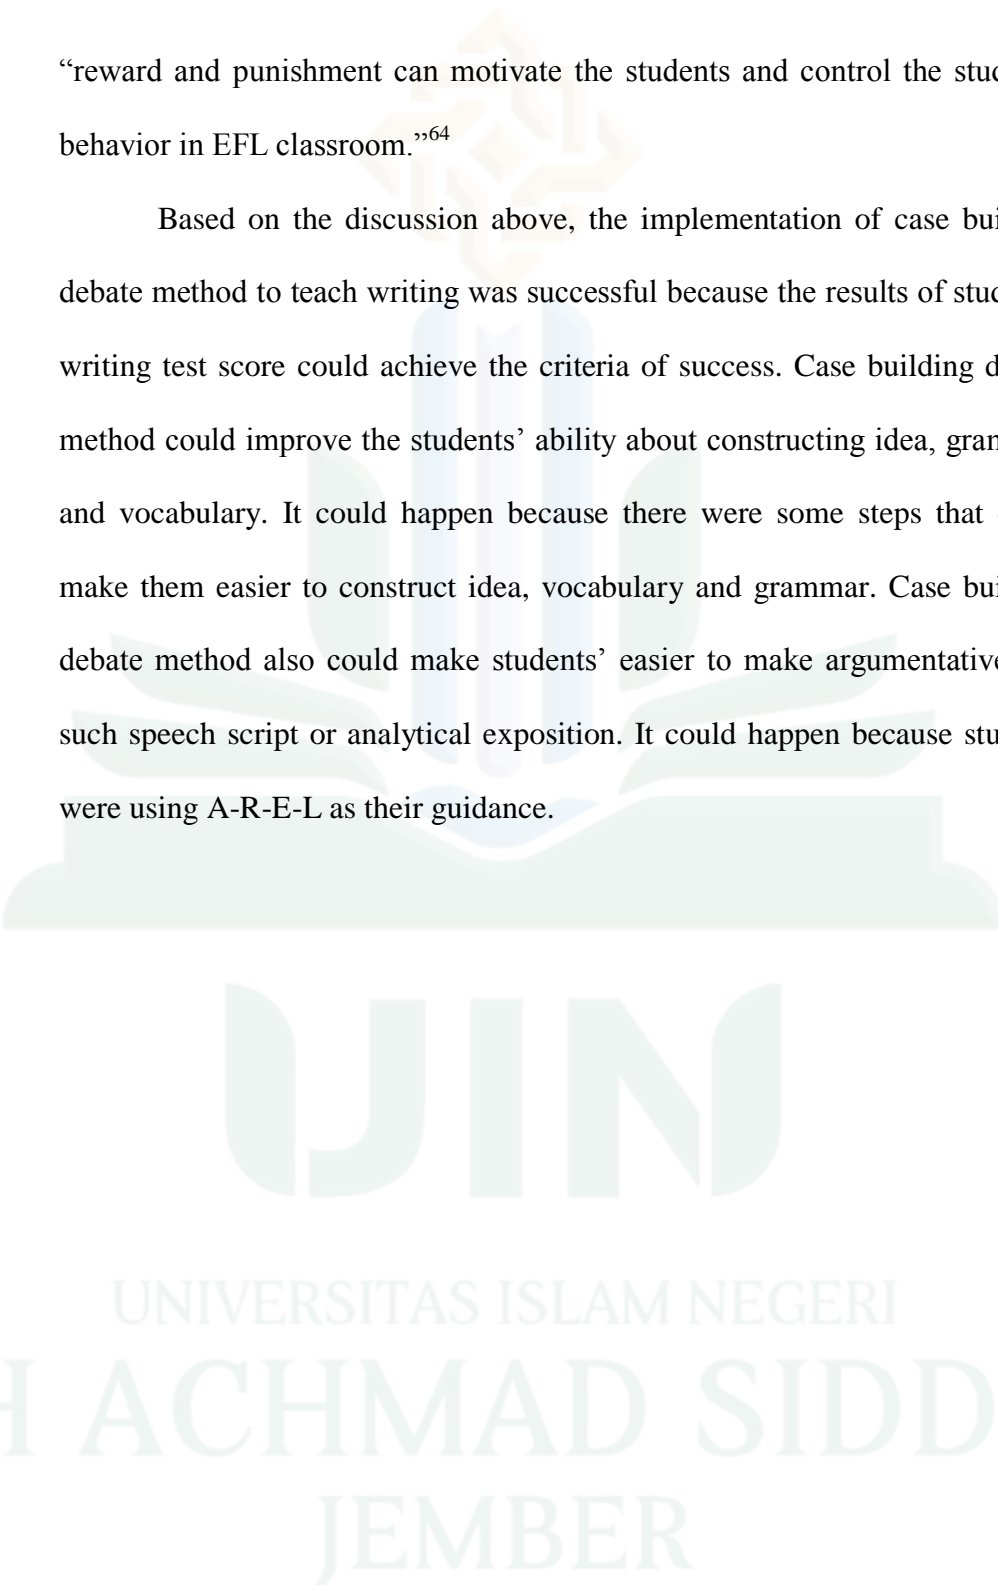 “reward and punishment can motivate the students and control the stud
behavior in EFL classroom.”64
Based on the discussion above, the implementation of case bui
debate method to teach writing was successful because the results of stud
writing test score could achieve the criteria of success. Case building d
method could improve the students’ ability about constructing idea, gram
and vocabulary. It could happen because there were some steps that
make them easier to construct idea, vocabulary and grammar. Case bui
debate method also could make students’ easier to make argumentative
such speech script or analytical exposition. It could happen because stu
were using A-R-E-L as their guidance.
UIN
UNIVERSITAS ISLAM NEGERI
H ACHMAD SIDD
JEMBER